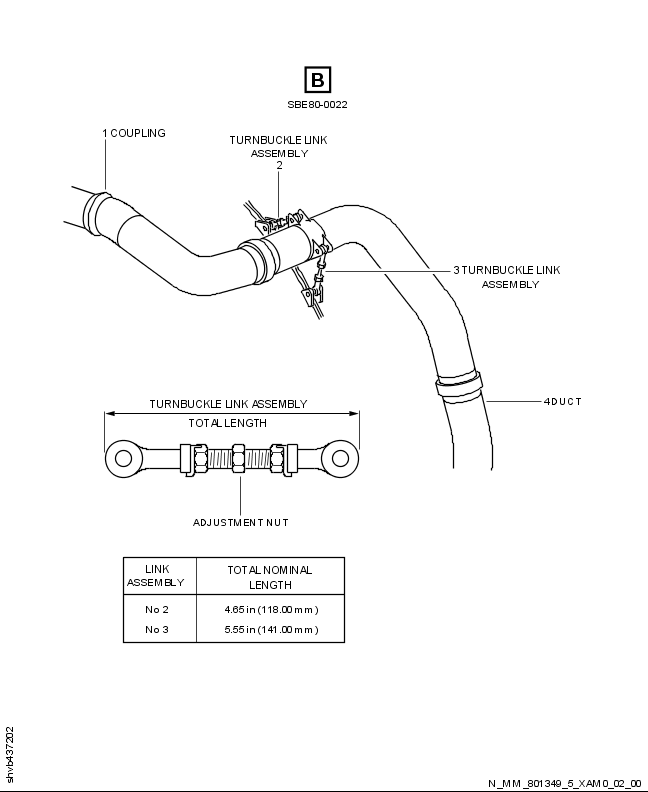 B
SBE80-0022
1 COUPLING
TURNBUCKLE LINK
ASSEMBLY
2
3 TURNBUCKLE LINK
ASSEMBLY
4 DUCT
TURNBUCKLE LINK ASSEMBLY
TOTAL LENGTH
ADJUSTMENT NUT
LINK
ASSEMBLY
TOTAL NOMINAL
LENGTH
No 2 4.65 in (118.00 mm)
No 3 5.55 in (141.00 mm)
shvb437202
N_MM_801349_5_XAM0_02_00